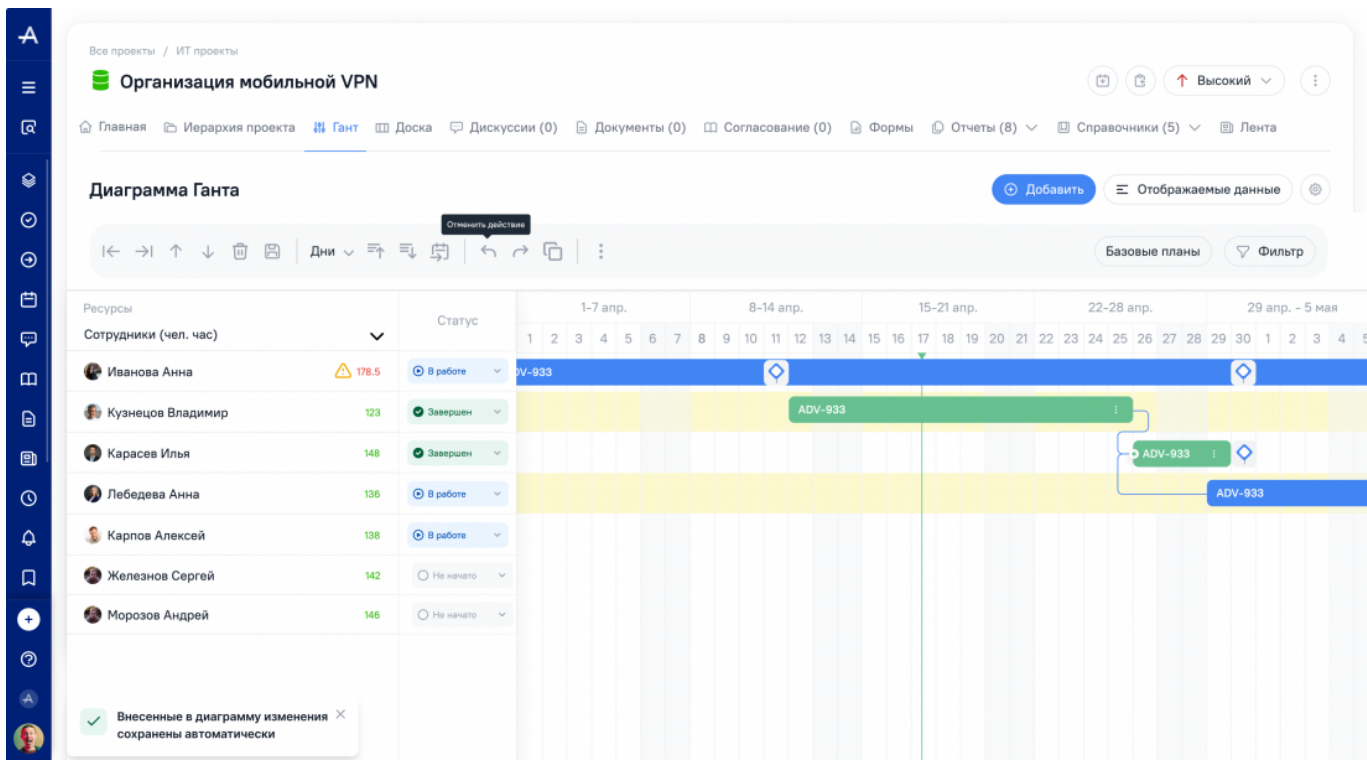 Все проекты / ИТ проекты
Организация мобильной VPN
Высокий
Главная Иерархия проекта Гант Доска Дискуссии (0) Документы (0) Согласование (0) Формы Отчеты (8) Справочники (5) Лента
Диаграмма Ганта
Добавить Отображаемые данные
Отменить действие
Дни Базовые планы Фильтр
Ресурсы Статус 1–7 апр. 8–14 апр. 15–21 апр. 22–28 апр. 29 апр. - 5 мая
Сотрудники (чел. час)
1 2 3 4 5 6 7 8 9 10 11 12 13 14 15 16 17 18 19 20 21 22 23 24 25 26 27 28 29 30 1 2 3 4
Иванова Анна 178.5 В работе DV-933
Кузнецов Владимир 123 Завершен ADV-933
Карасев Илья 148 Завершен ADV-933
Лебедева Анна 136 В работе ADV-933
Карпов Алексей 138 В работе
Железнов Сергей 142 Не начато
Морозов Андрей 146 Не начато
Внесенные в диаграмму изменения
сохранены автоматически